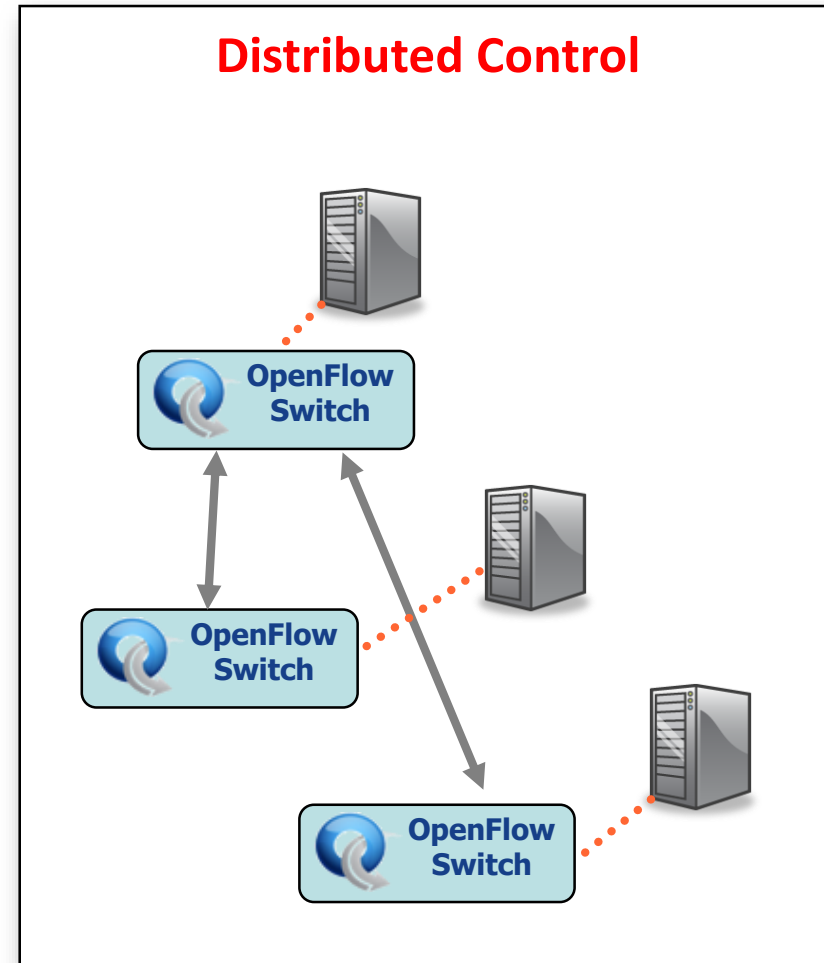 Distributed Control
OpenFlow
Switch
OpenFlow
Switch
OpenFlow
Switch